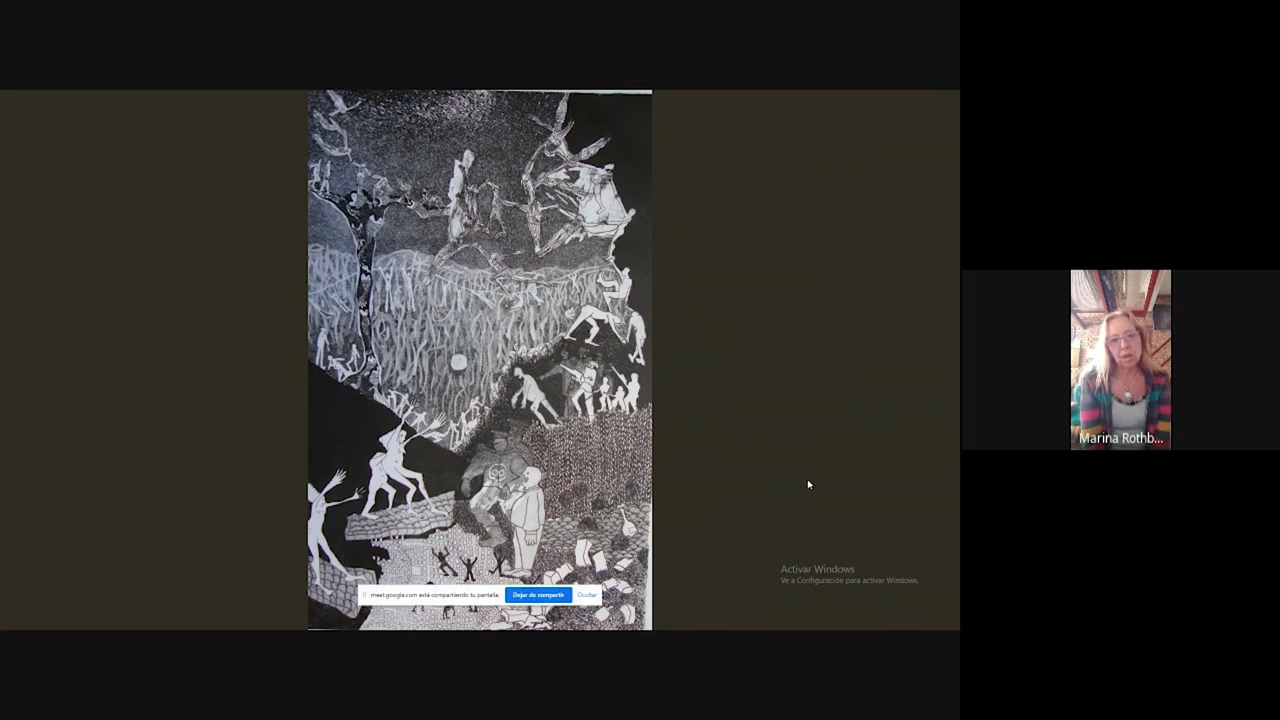 meet.google.com está compartiendo tu pantalla.
Dejar de compartir
Ocultar
Activar Windows
Ve a Configuración para activar Windows.
Marina Rothb...